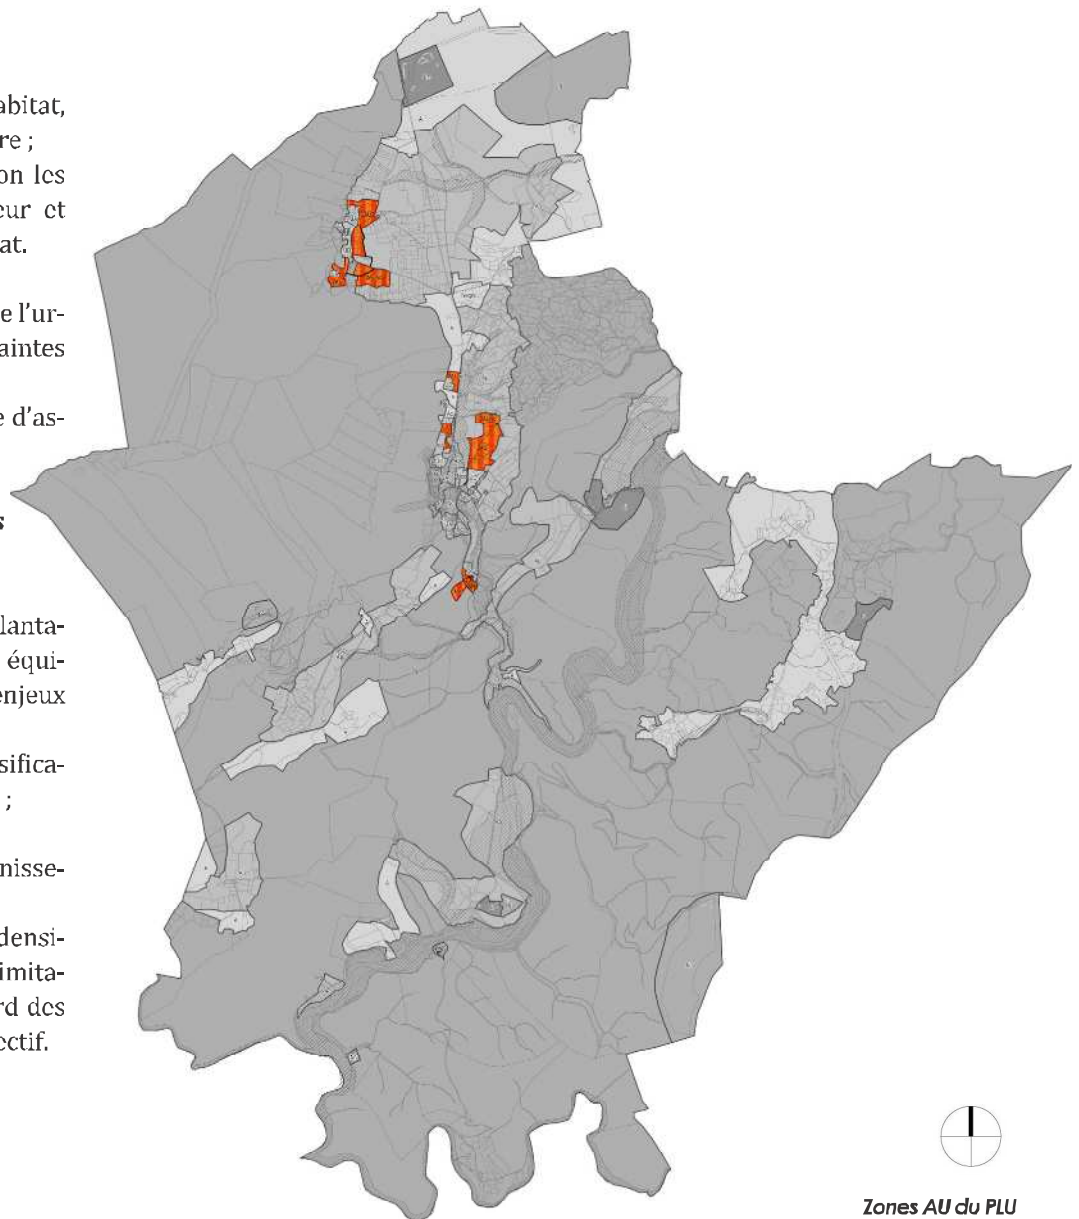 abitat,
re ;
on les
eur et
at.
e l'ur-
aintes
e d'as-
s
lanta-
équi-
enjeux
sifica-
;
nisse-
densi-
imita-
rd des
ectif.
Zones AU du PLU